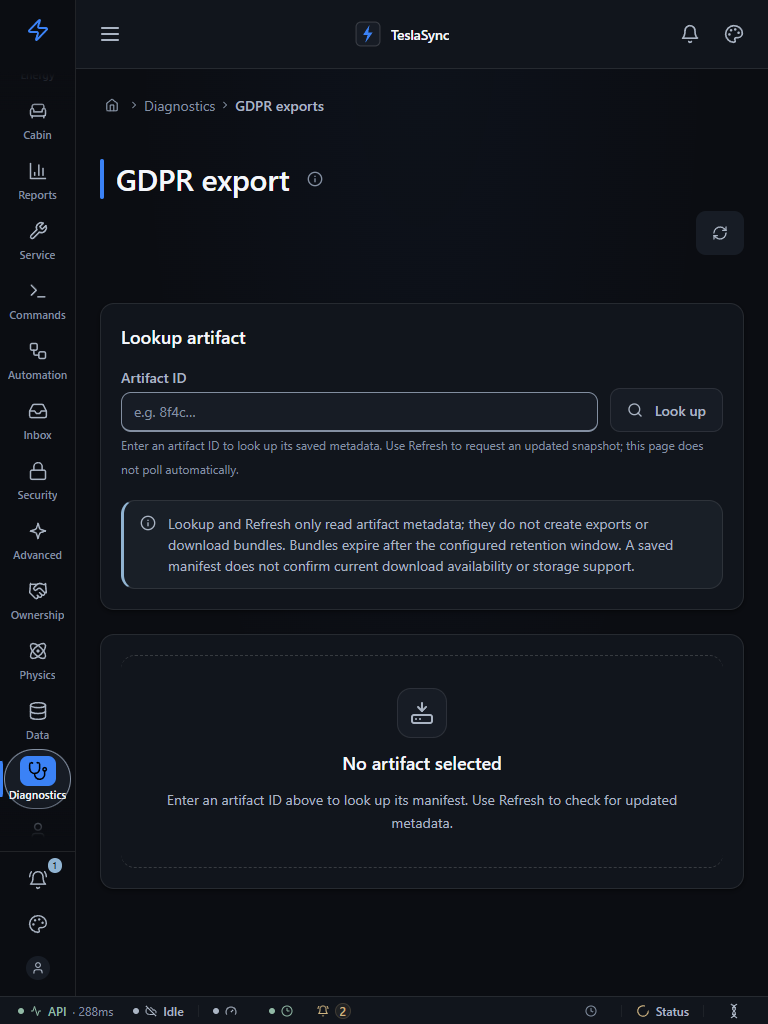 TeslaSync
Energy
Cabin
Reports
Service
Commands
Automation
Inbox
Security
Advanced
Ownership
Physics
Data
Diagnostics
1
Diagnostics
GDPR exports
GDPR export
Lookup artifact
Artifact ID
e.g. 8f4c...
Look up
Enter an artifact ID to look up its saved metadata. Use Refresh to request an updated snapshot; this page does
not poll automatically.
Lookup and Refresh only read artifact metadata; they do not create exports or
download bundles. Bundles expire after the configured retention window. A saved
manifest does not confirm current download availability or storage support.
No artifact selected
Enter an artifact ID above to look up its manifest. Use Refresh to check for updated
metadata.
API · 288ms
Idle
2
Status